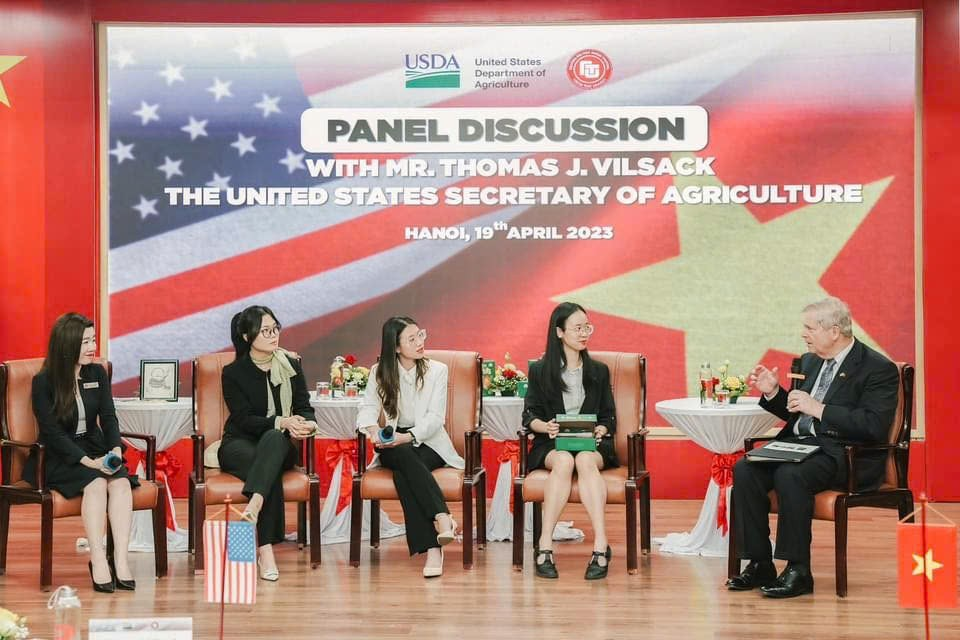 USDA
United States
Department of
Agriculture
PANEL DISCUSSION
WITH MR. THOMAS J. VILSACK
THE UNITED STATES SECRETARY OF AGRICULTURE
HANOI, 19th APRIL 2023